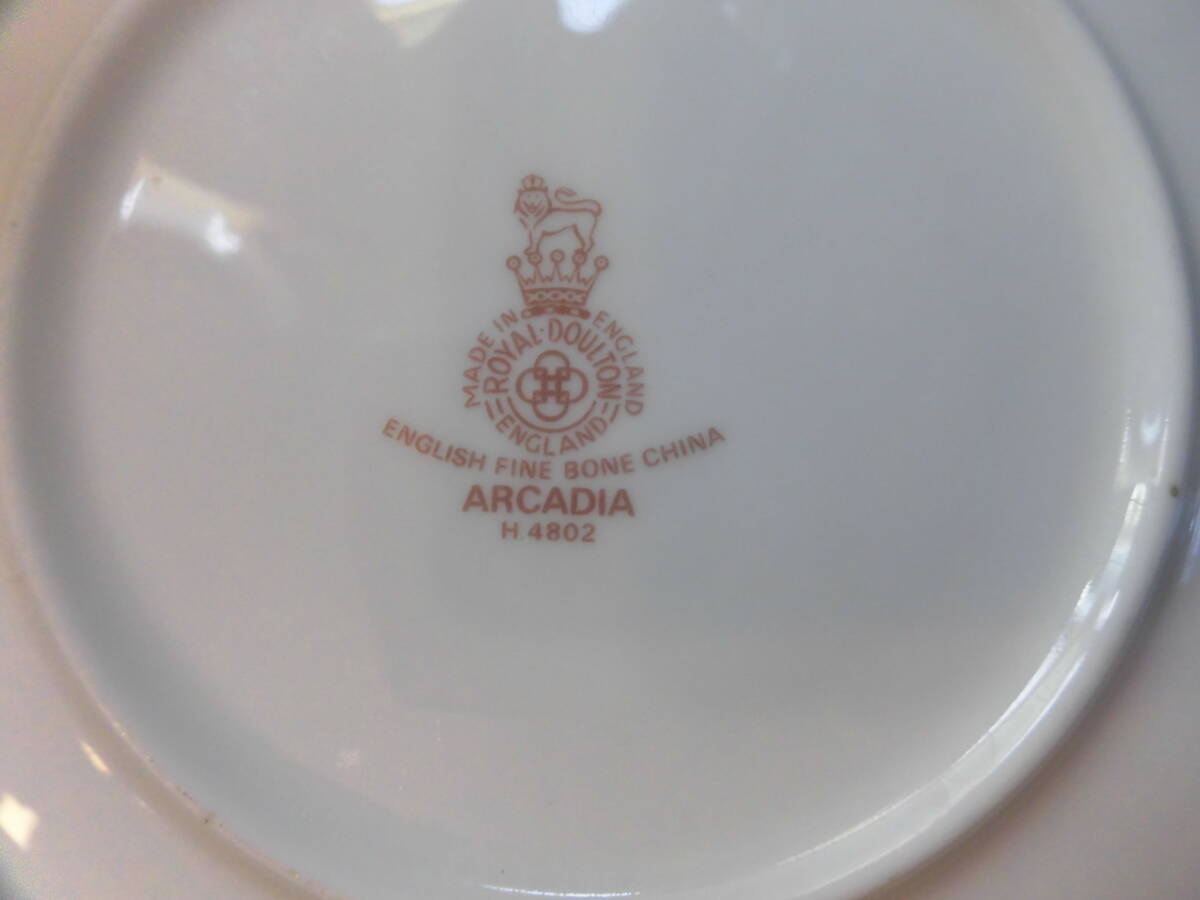 MADE IN ENGLAND
ROYAL·DOULTON
ENGLAND
ENGLISH FINE BONE CHINA
ARCADIA
H.4802